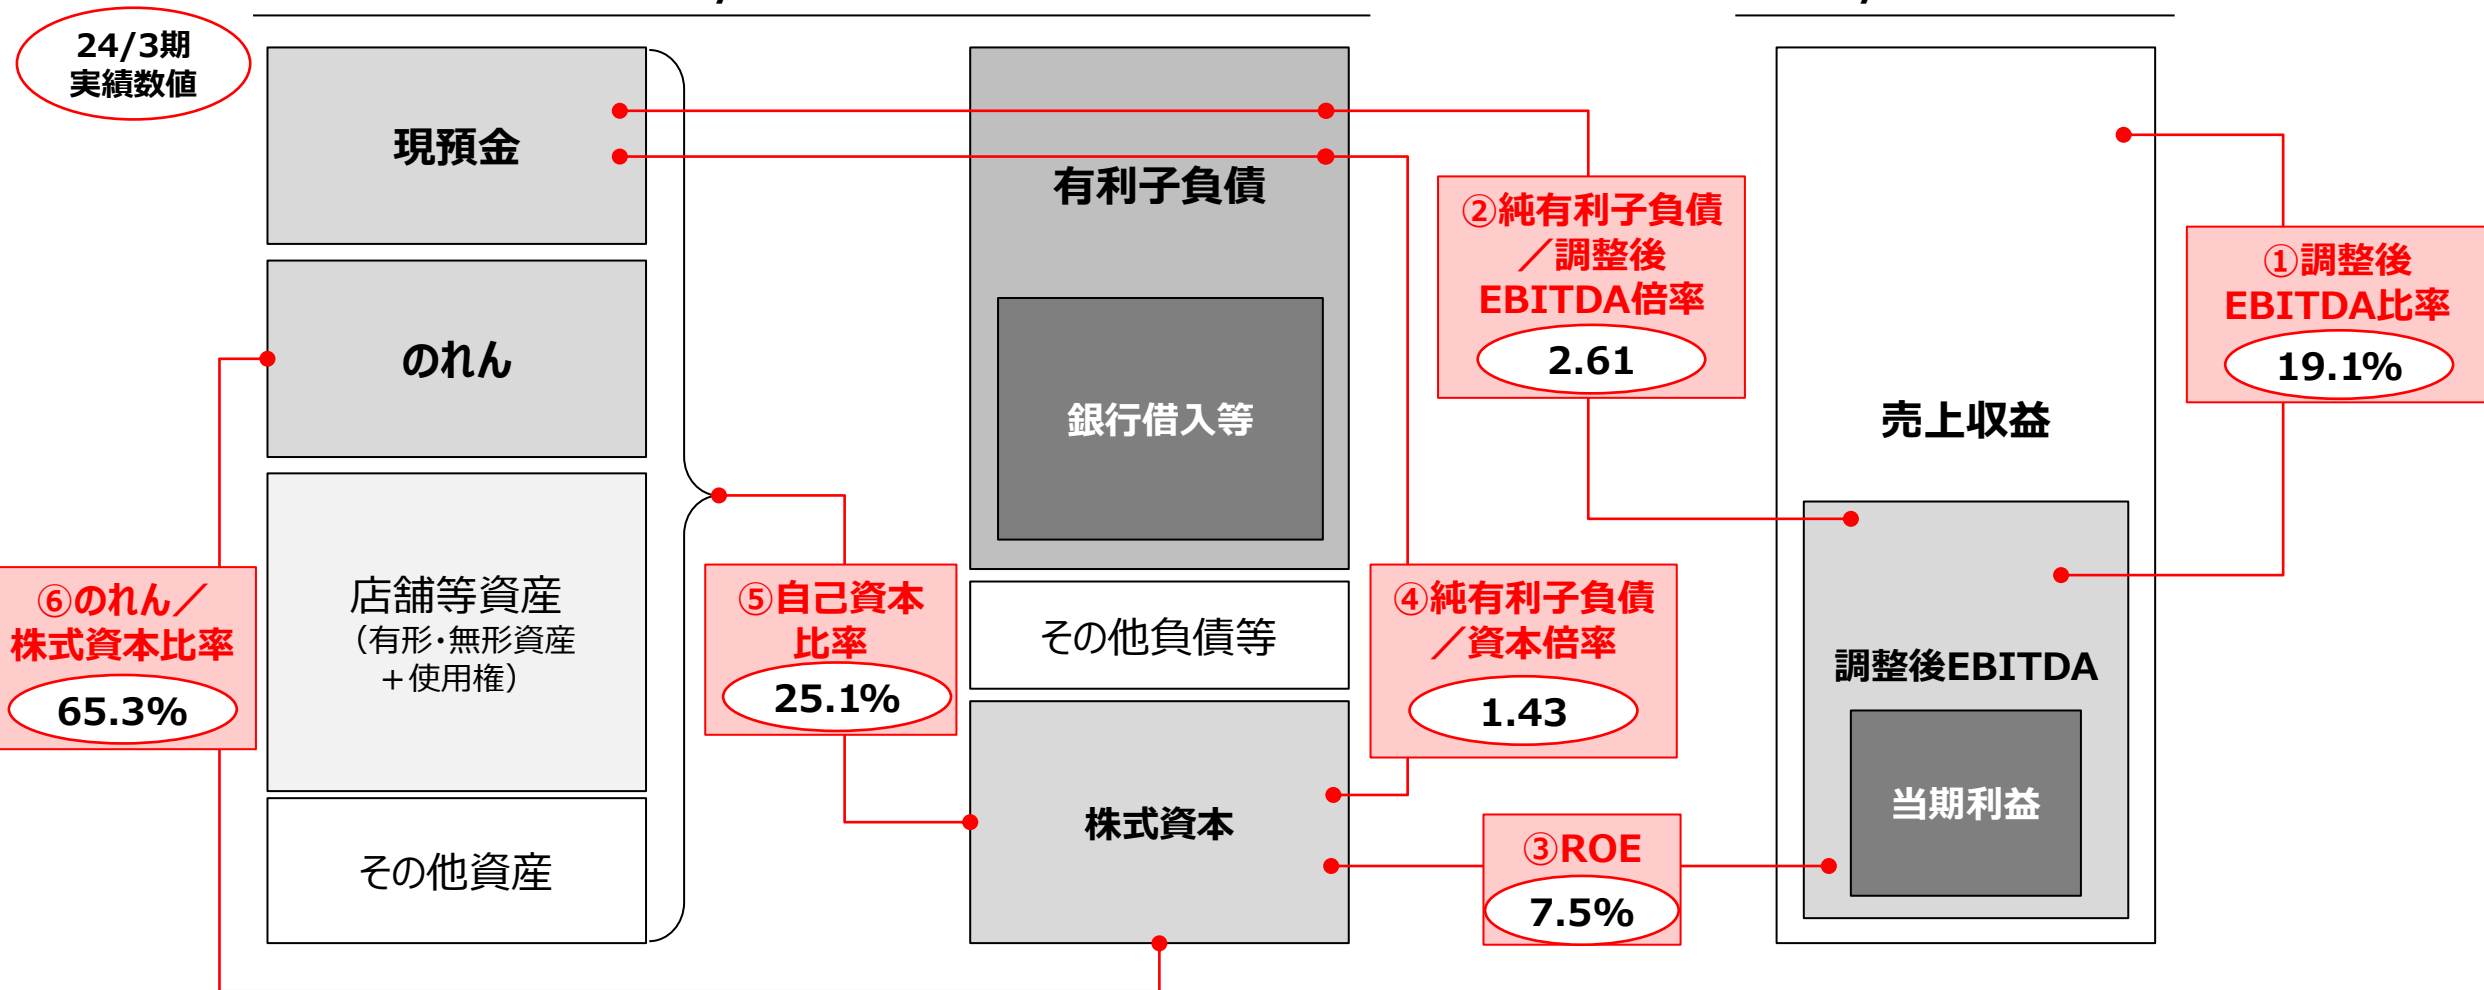 24/3期
実績数値
現預金
のれん
店舗等資産
（有形・無形資産
＋使用権）
その他資産
⑥のれん／
株式資本比率
65.3%
⑤自己資本
比率
25.1%
有利子負債
銀行借入等
その他負債等
株式資本
②純有利子負債
／調整後
EBITDA倍率
2.61
④純有利子負債
／資本倍率
1.43
③ROE
7.5%
売上収益
調整後EBITDA
当期利益
①調整後
EBITDA比率
19.1%